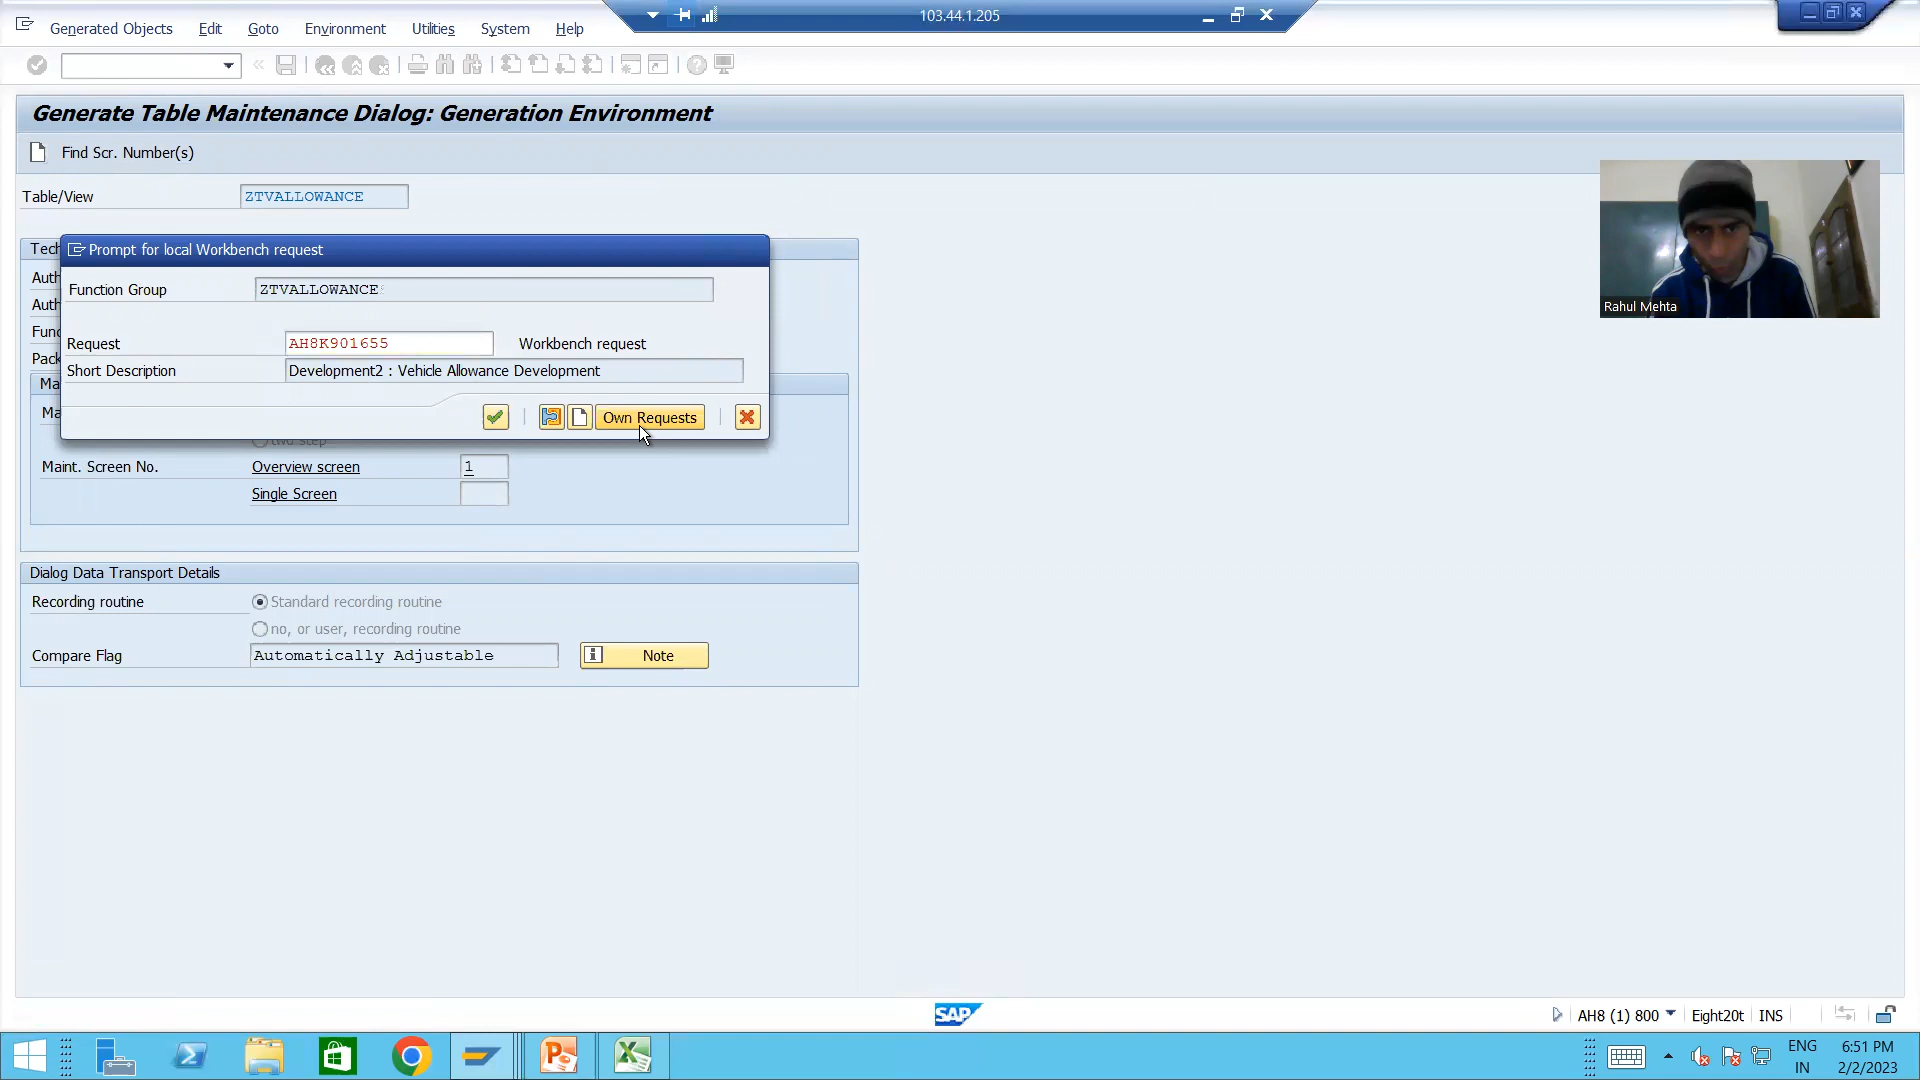 103.44.1.205
Generated Objects Edit Goto Environment Utilities System Help
Generate Table Maintenance Dialog: Generation Environment
Find Scr. Number(s)
Table/View ZTVALLOWANCE
Prompt for local Workbench request
Function Group ZTVALLOWANCE
Request AH8K901655 Workbench request
Short Description Development2 : Vehicle Allowance Development
Own Requests
two step
Maint. Screen No. Overview screen 1
Single Screen
Dialog Data Transport Details
Recording routine Standard recording routine
no, or user, recording routine
Compare Flag Automatically Adjustable Note
Rahul Mehta
SAP
AH8 (1) 800 Eight20t INS
ENG 6:51 PM
IN 2/2/2023